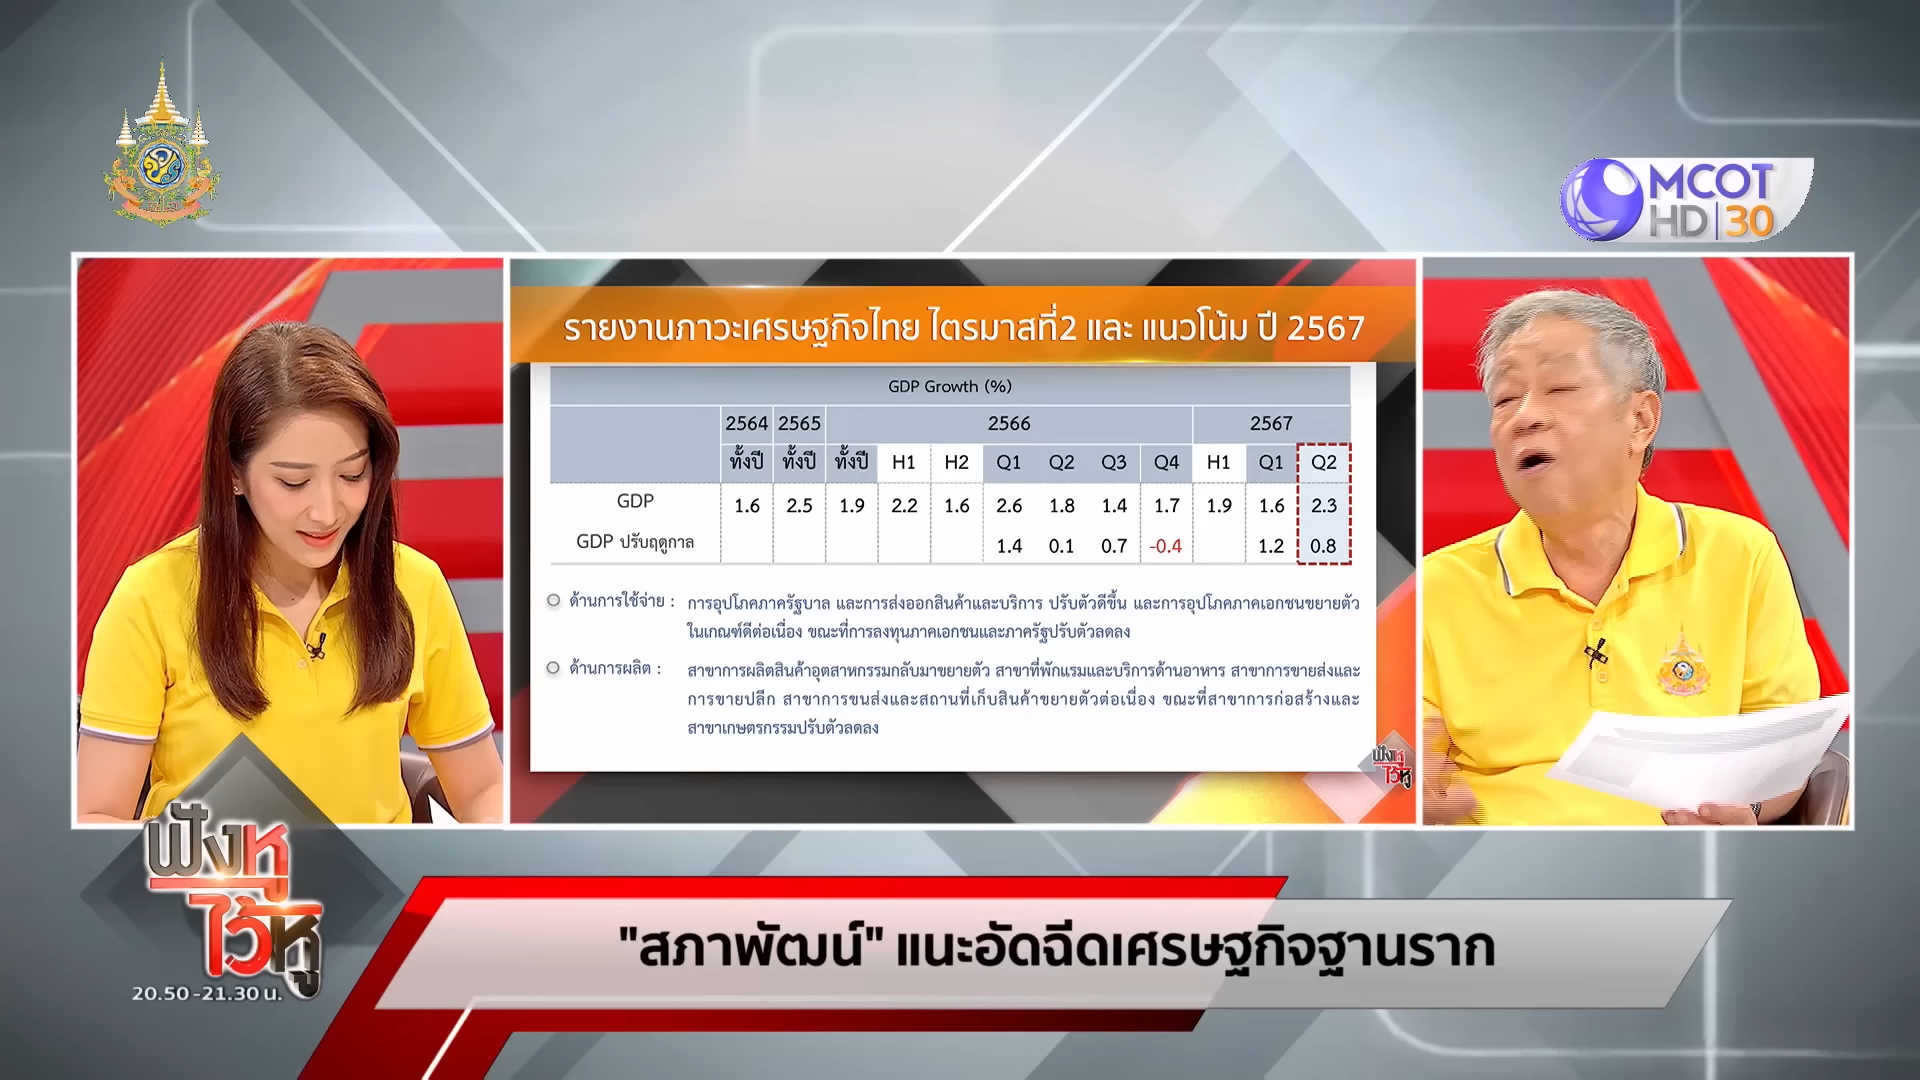 MCOT
HD 30
รายงานภาวะเศรษฐกิจไทย ไตรมาสที่2 และ แนวโน้ม ปี 2567
GDP Growth (%)
2564 2565 2566 2567
ทั้งปี ทั้งปี ทั้งปี H1 H2 Q1 Q2 Q3 Q4 H1 Q1 Q2
GDP 1.6 2.5 1.9 2.2 1.6 2.6 1.8 1.4 1.7 1.9 1.6 2.3
GDP ปรับฤดูกาล 1.4 0.1 0.7 -0.4 1.2 0.8
ด้านการใช้จ่าย : การอุปโภคภาครัฐบาล และการส่งออกสินค้าและบริการ ปรับตัวดีขึ้น และการอุปโภคภาคเอกชนขยายตัว
ในเกณฑ์ดีต่อเนื่อง ขณะที่การลงทุนภาคเอกชนและภาครัฐปรับตัวลดลง
ด้านการผลิต : สาขาการผลิตสินค้าอุตสาหกรรมกลับมาขยายตัว สาขาที่พักแรมและบริการด้านอาหาร สาขาการขายส่งและ
การขายปลีก สาขาการขนส่งและสถานที่เก็บสินค้าขยายตัวต่อเนื่อง ขณะที่สาขาการก่อสร้างและ
สาขาเกษตรกรรมปรับตัวลดลง
ฟังหู
ไว้หู
ฟังหู
ไว้หู
20.50 -21.30 น.
"สภาพัฒน์" แนะอัดฉีดเศรษฐกิจฐานราก